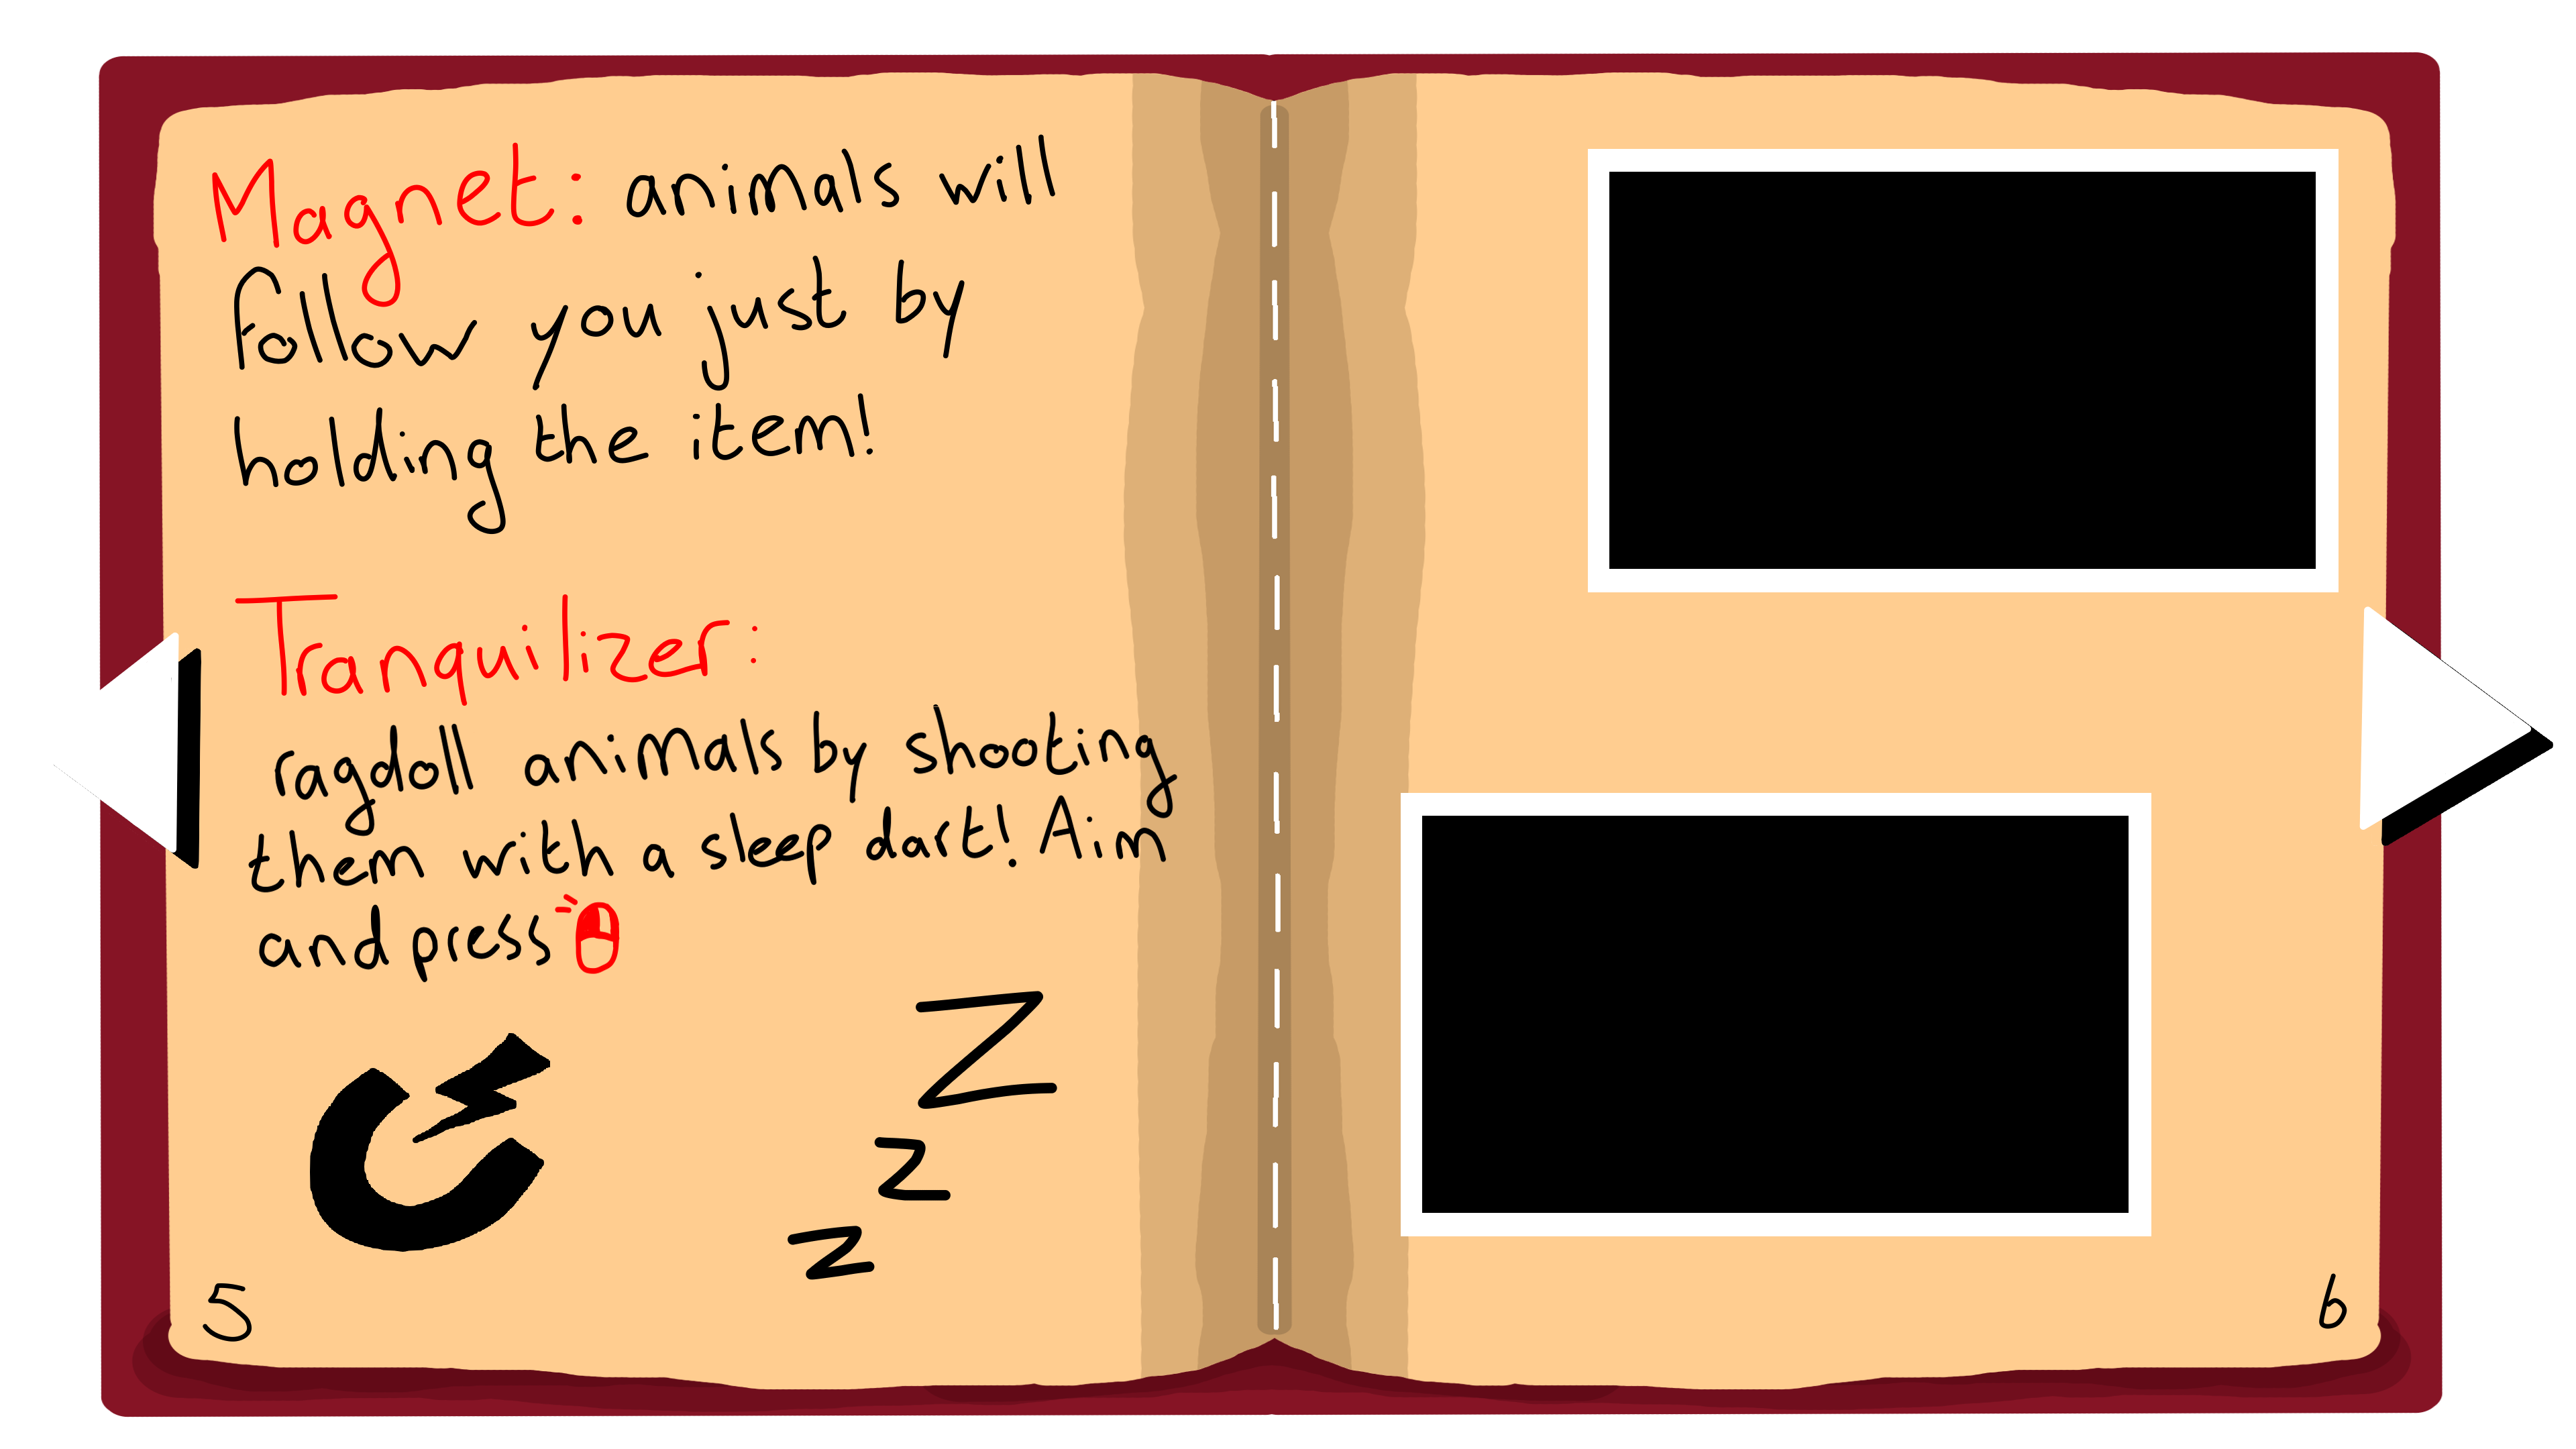 Magnet: animals will
follow you just by
holding the item!
Tranquilizer:
ragdoll animals by shooting
them with a sleep dart! Aim
and press
Z
z
z
5
6